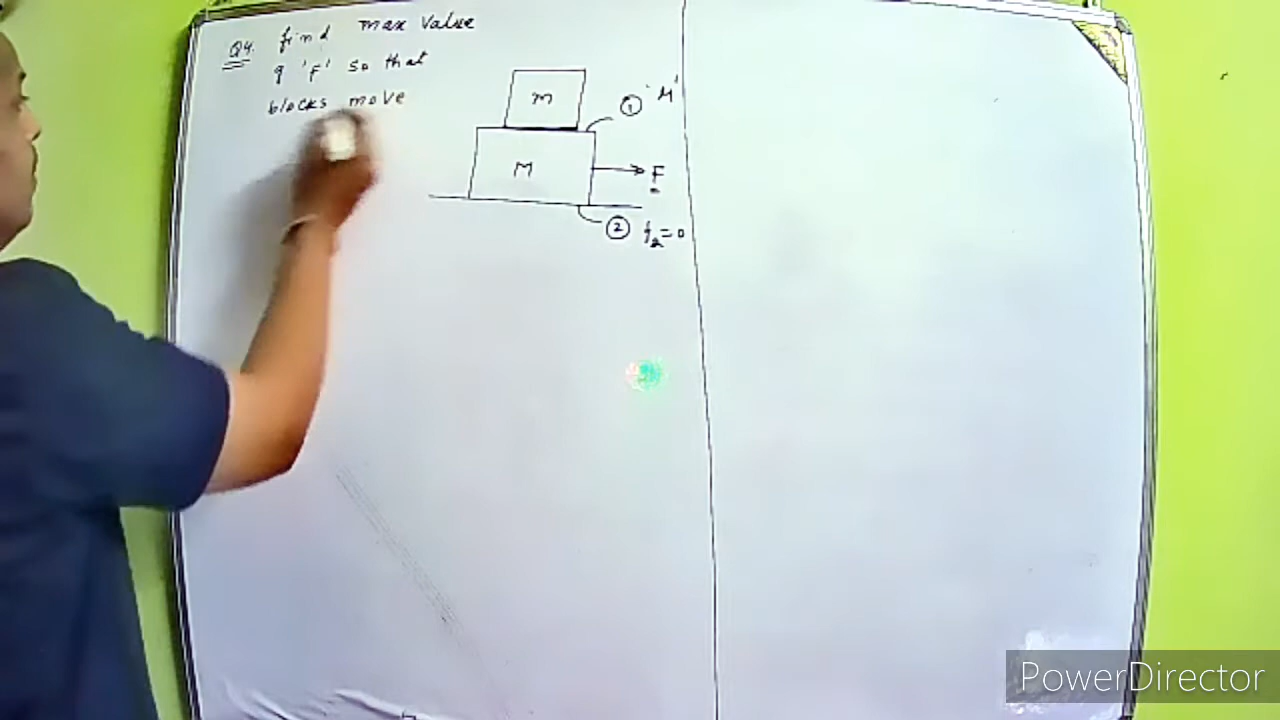 Q4. find max value
of 'F' so that
blocks move
m
① 'μ'
M
F
② f₂=0
PowerDirector